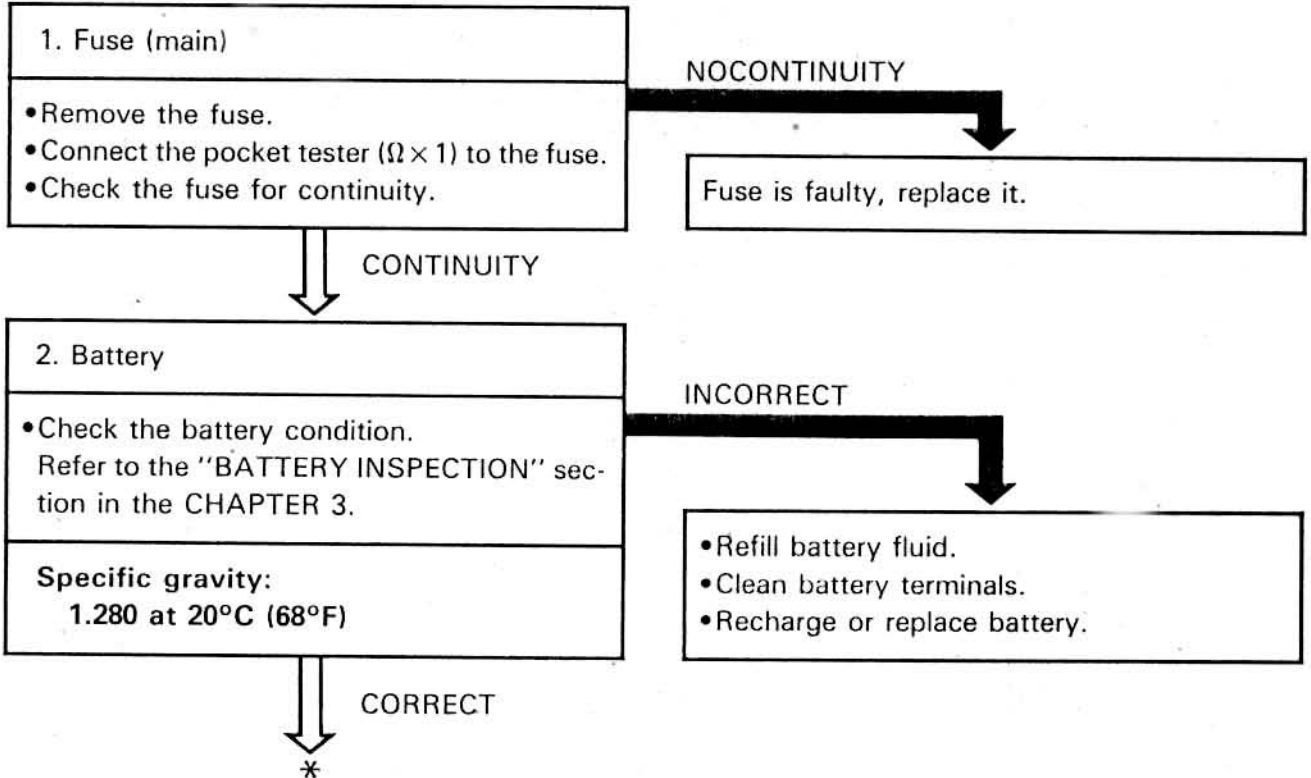 1. Fuse (main)
•Remove the fuse.
•Connect the pocket tester (Ω × 1) to the fuse.
•Check the fuse for continuity.
NOCONTINUITY
Fuse is faulty, replace it.
CONTINUITY
2. Battery
•Check the battery condition.
Refer to the "BATTERY INSPECTION" sec-
tion in the CHAPTER 3.
Specific gravity:
1.280 at 20°C (68°F)
INCORRECT
•Refill battery fluid.
•Clean battery terminals.
•Recharge or replace battery.
CORRECT
*